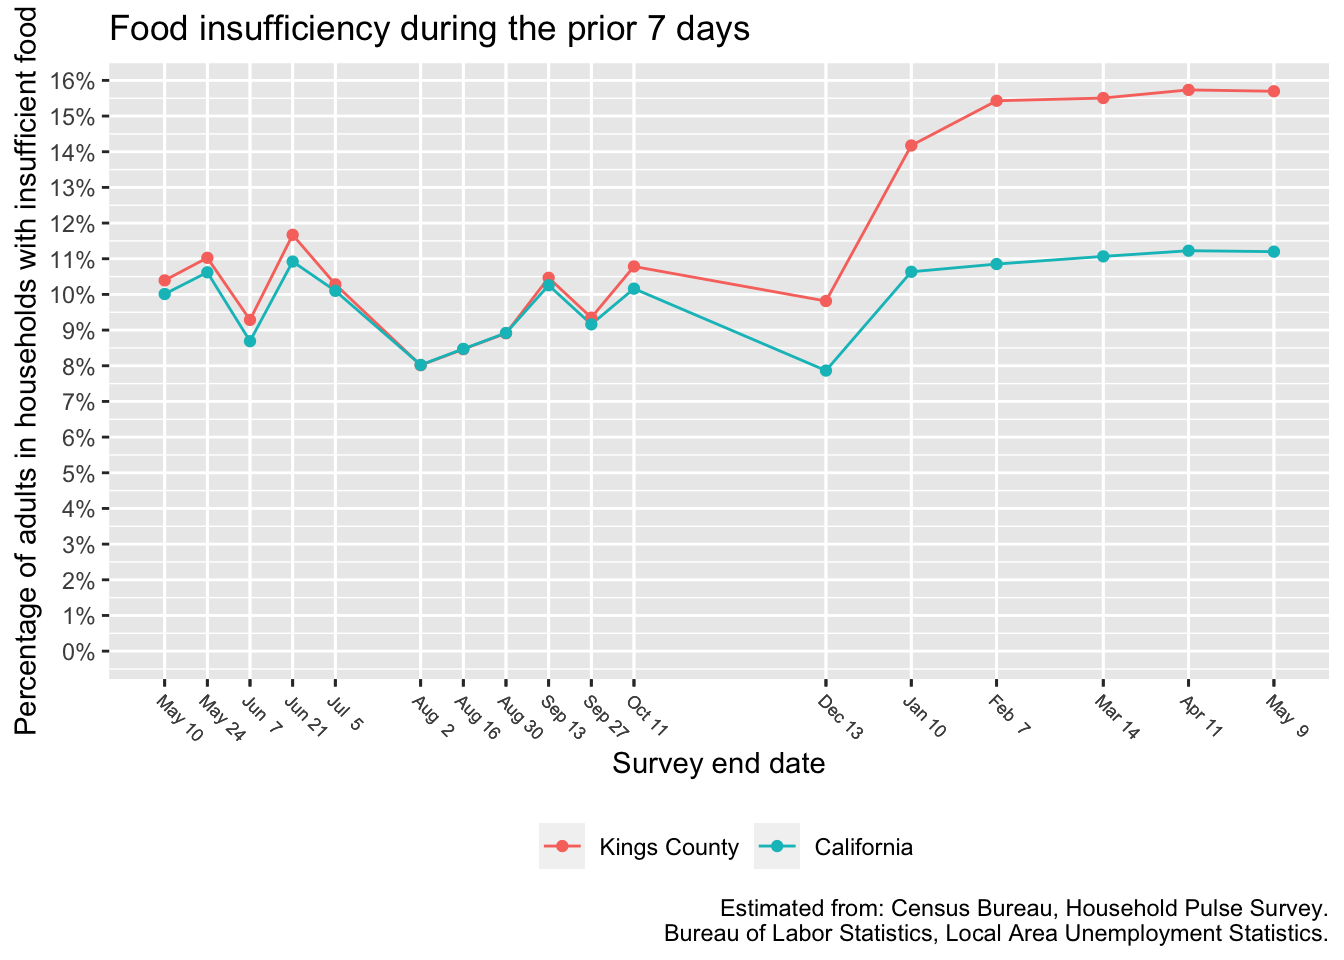 Food insufficiency during the prior 7 days
Percentage of adults in households with insufficient food
16%
15%
14%
13%
12%
11%
10%
9%
8%
7%
6%
5%
4%
3%
2%
1%
0%
May 10
May 24
Jun 7
Jun 21
Jul 5
Aug 2
Aug 16
Aug 30
Sep 13
Sep 27
Oct 11
Dec 13
Jan 10
Feb 7
Mar 14
Apr 11
May 9
Survey end date
Kings County
California
Estimated from: Census Bureau, Household Pulse Survey.
Bureau of Labor Statistics, Local Area Unemployment Statistics.